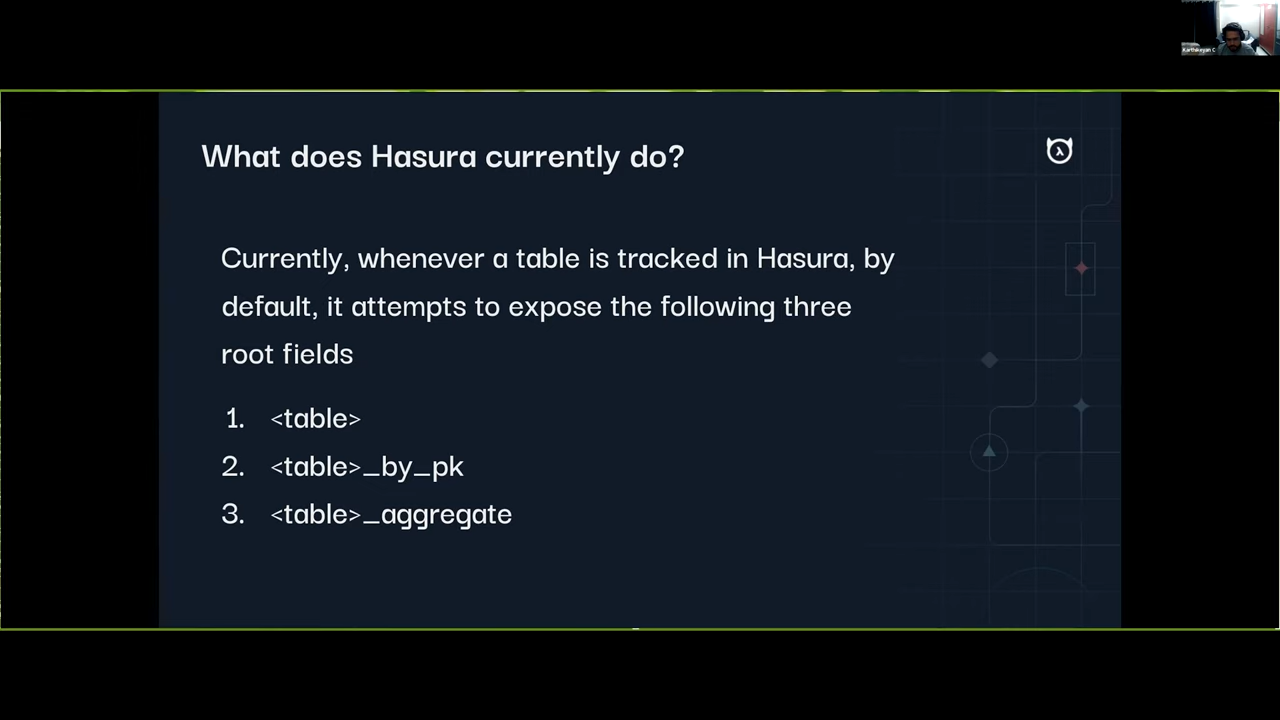 Karthikeyan C
What does Hasura currently do?
Currently, whenever a table is tracked in Hasura, by
default, it attempts to expose the following three
root fields
1. <table>
2. <table>_by_pk
3. <table>_aggregate